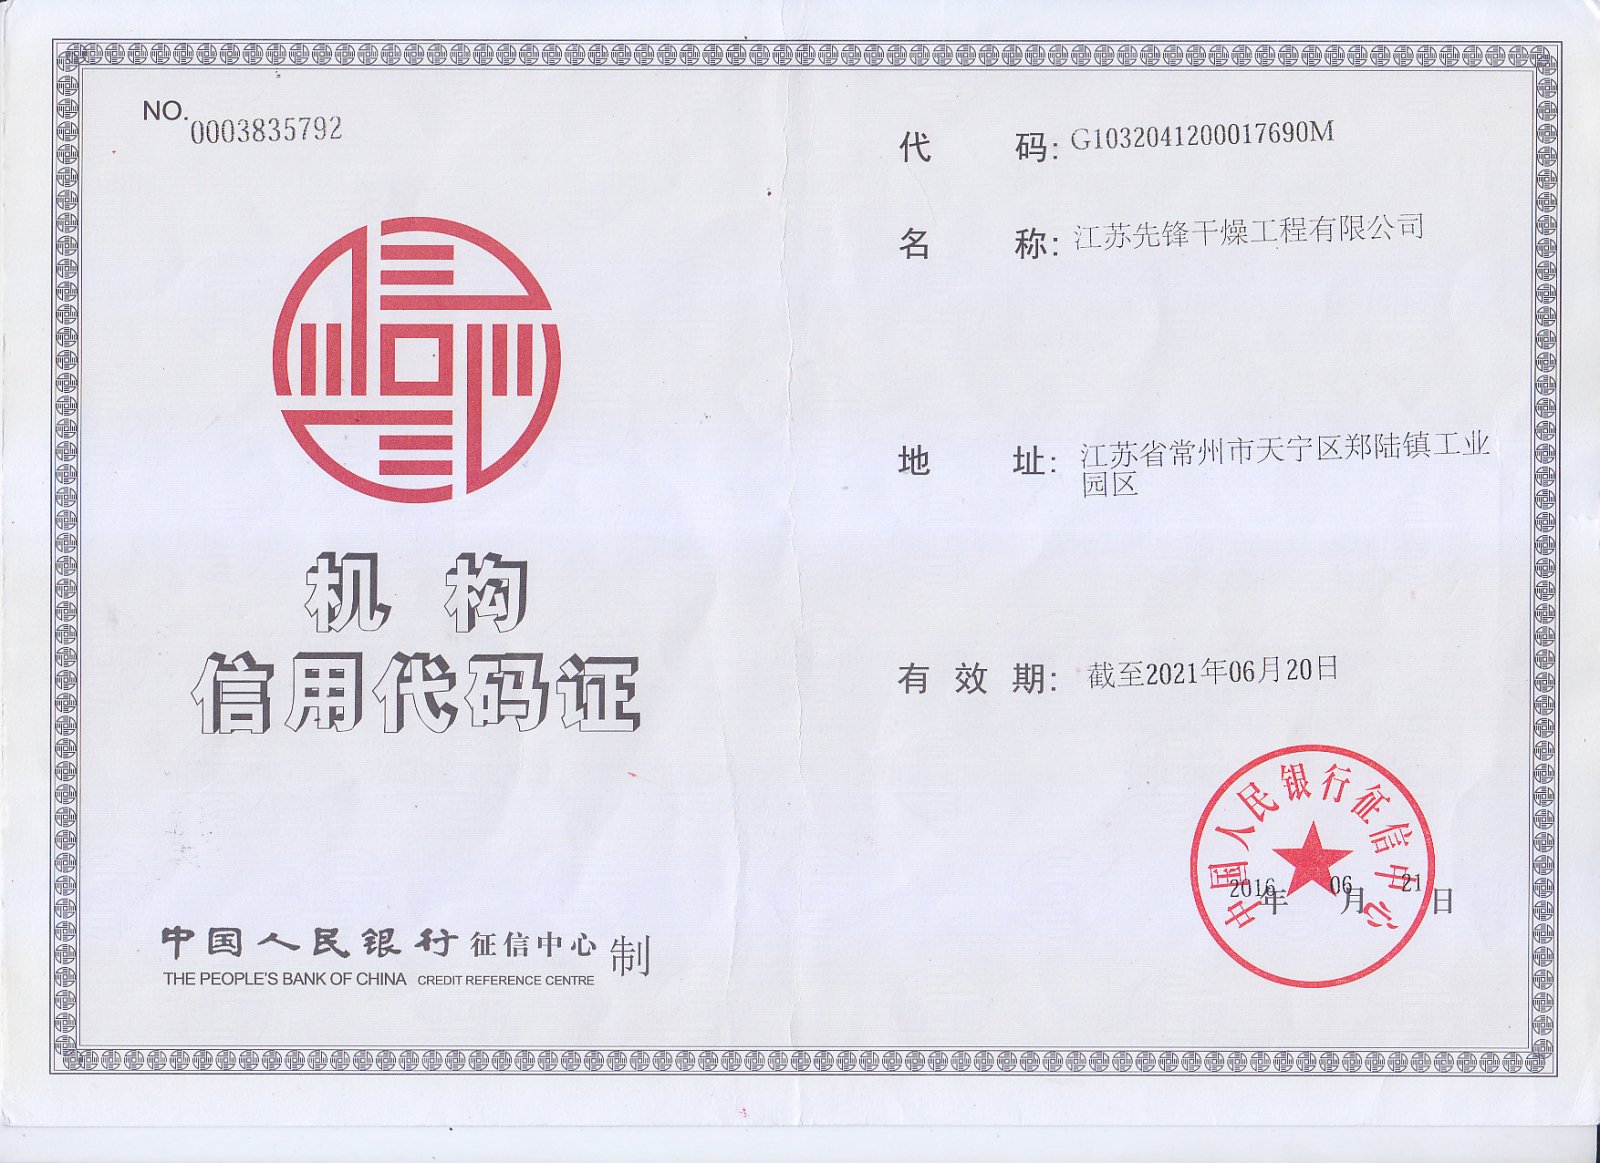 NO.0003835792
机 构
信用代码证
中国人民银行征信中心 制
THE PEOPLE'S BANK OF CHINA CREDIT REFERENCE CENTRE
代 码: G1032041200017690M
名 称: 江苏先锋干燥工程有限公司
地 址: 江苏省常州市天宁区郑陆镇工业
园区
有 效 期: 截至2021年06月20日
中国人民银行征信中心
2016年 06月 21日